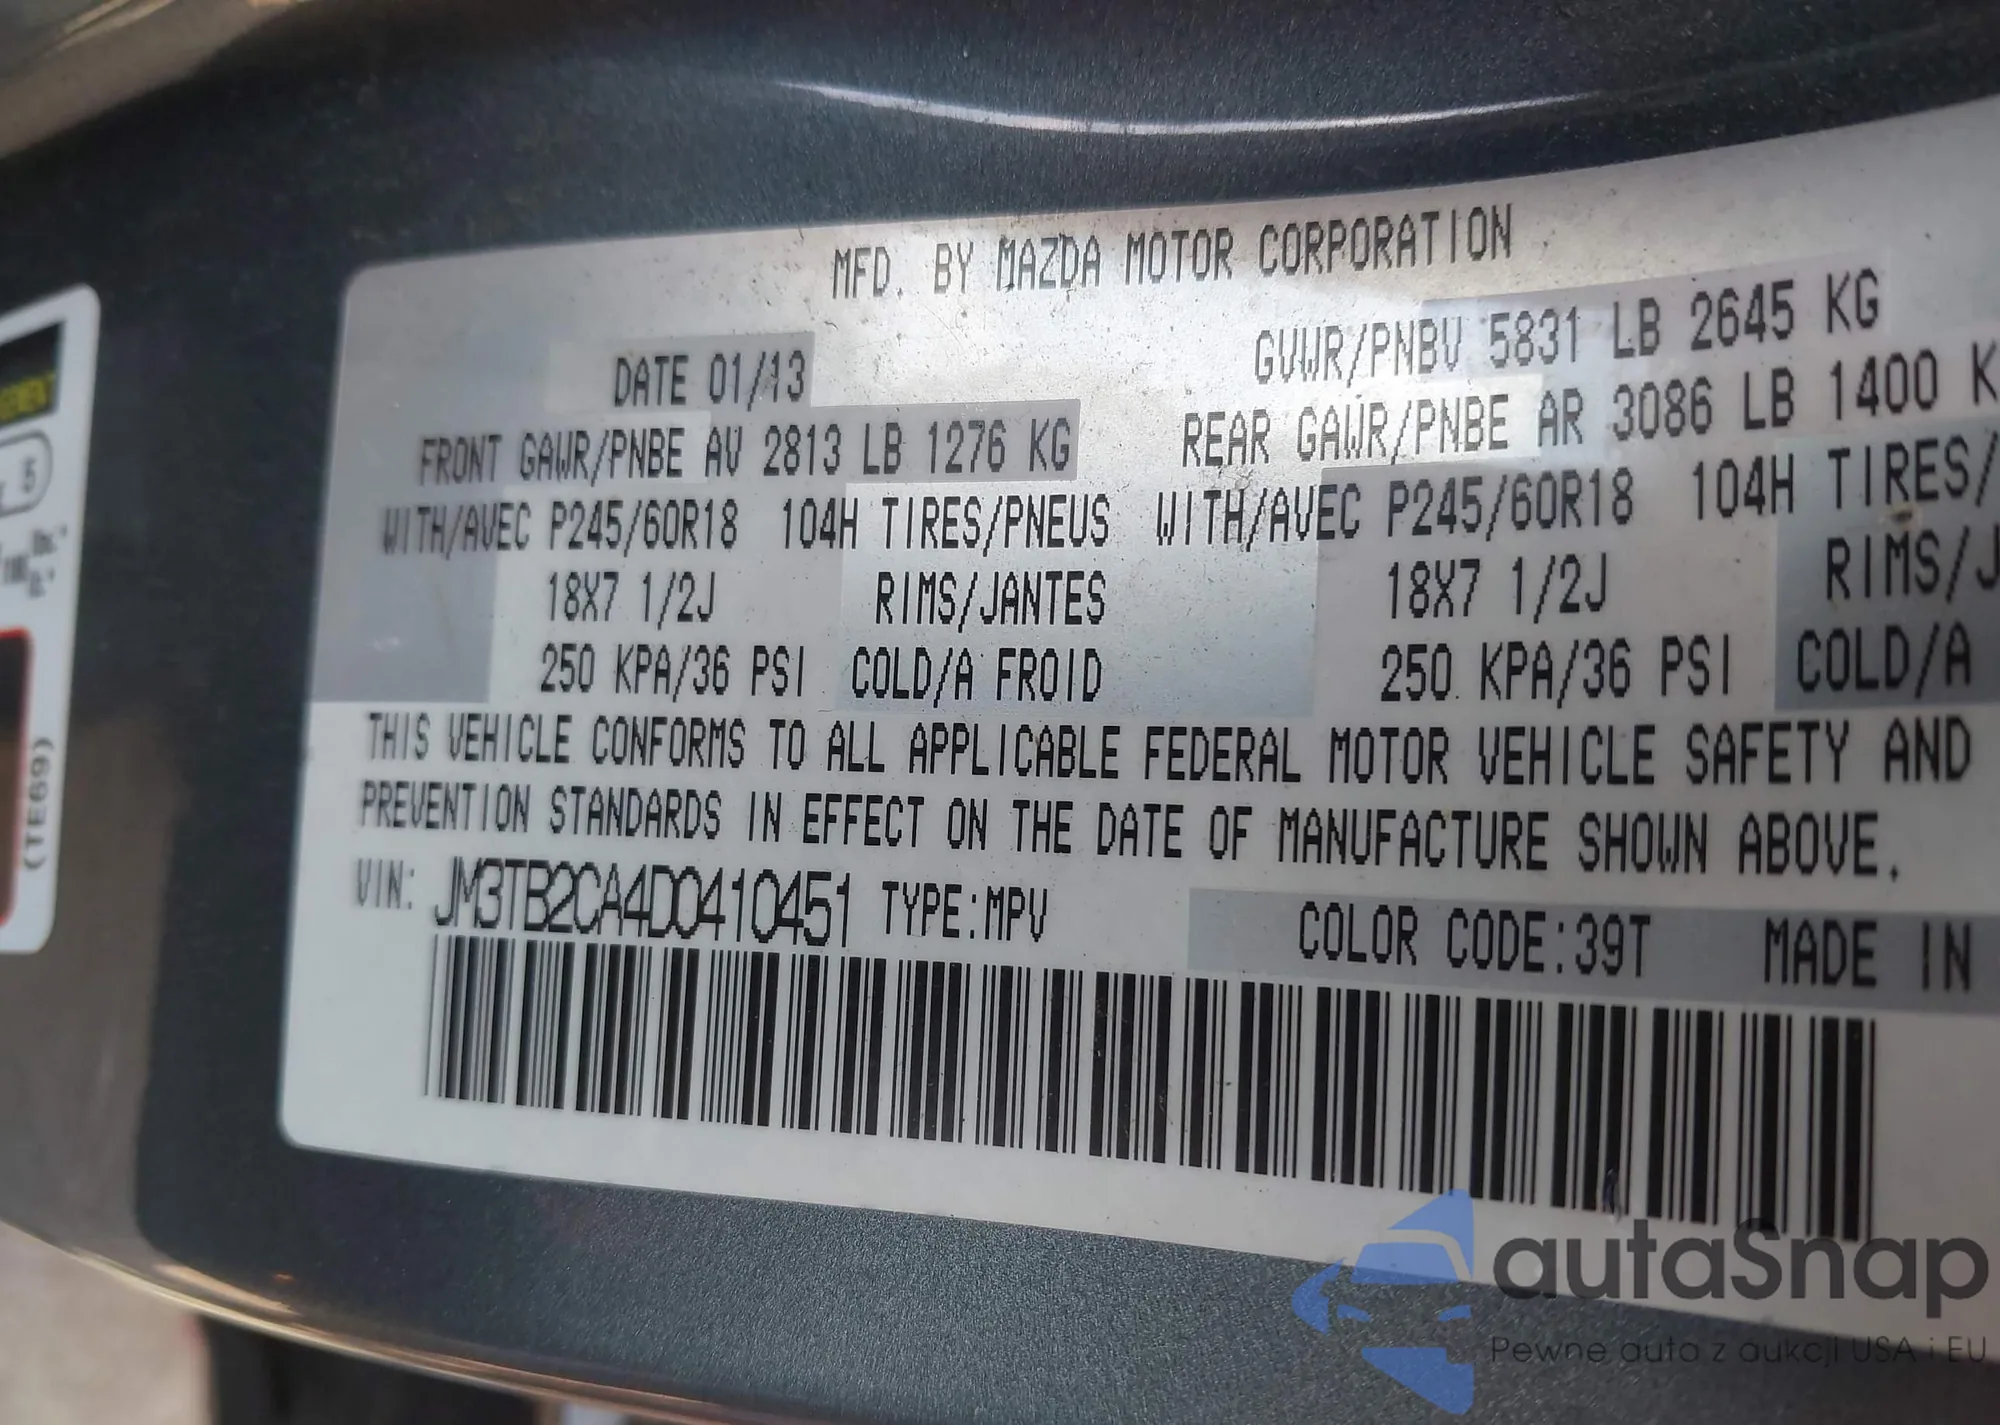 MFD. BY MAZDA MOTOR CORPORATION
DATE 01/13
GVWR/PNBV 5831 LB 2645 KG
FRONT GAWR/PNBE AV 2813 LB 1276 KG
REAR GAWR/PNBE AR 3086 LB 1400 K
WITH/AVEC P245/60R18 104H TIRES/PNEUS WITH/AVEC P245/60R18 104H TIRES/
18X7 1/2J RIMS/JANTES 18X7 1/2J RIMS/J
250 KPA/36 PSI COLD/A FROID 250 KPA/36 PSI COLD/A
THIS VEHICLE CONFORMS TO ALL APPLICABLE FEDERAL MOTOR VEHICLE SAFETY AND
PREVENTION STANDARDS IN EFFECT ON THE DATE OF MANUFACTURE SHOWN ABOVE.
VIN: JM3TB2CA4D0410451 TYPE:MPV COLOR CODE:39T MADE IN
5
(TE69)
autaSnap
Pewne auta z aukcji USA i EU